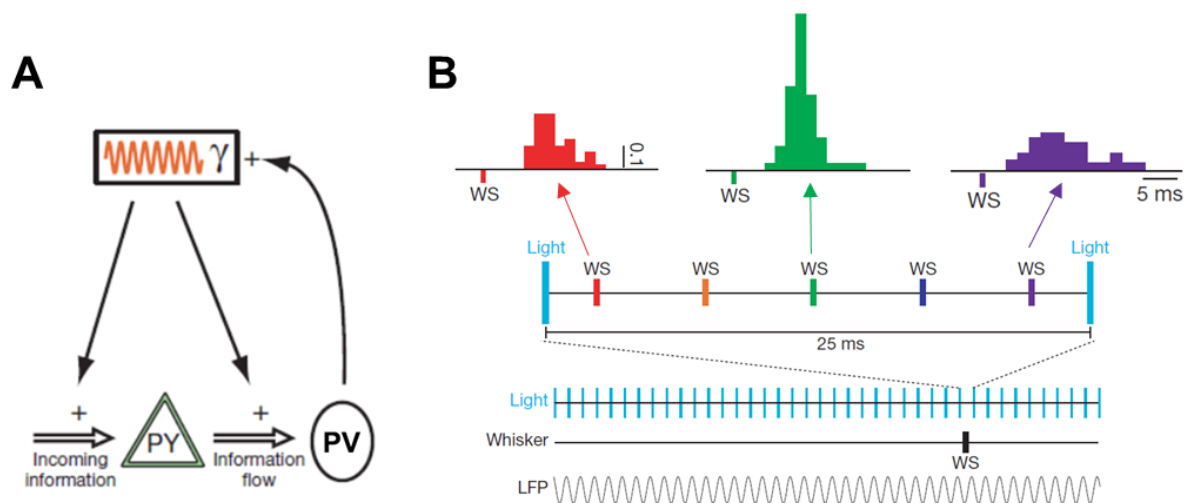 A
γ +
+ +
PY
PV
Incoming
information
Information
flow
B
0.1
WS
WS
WS
5 ms
Light
WS
WS
WS
WS
WS
Light
25 ms
Light
Whisker
WS
LFP